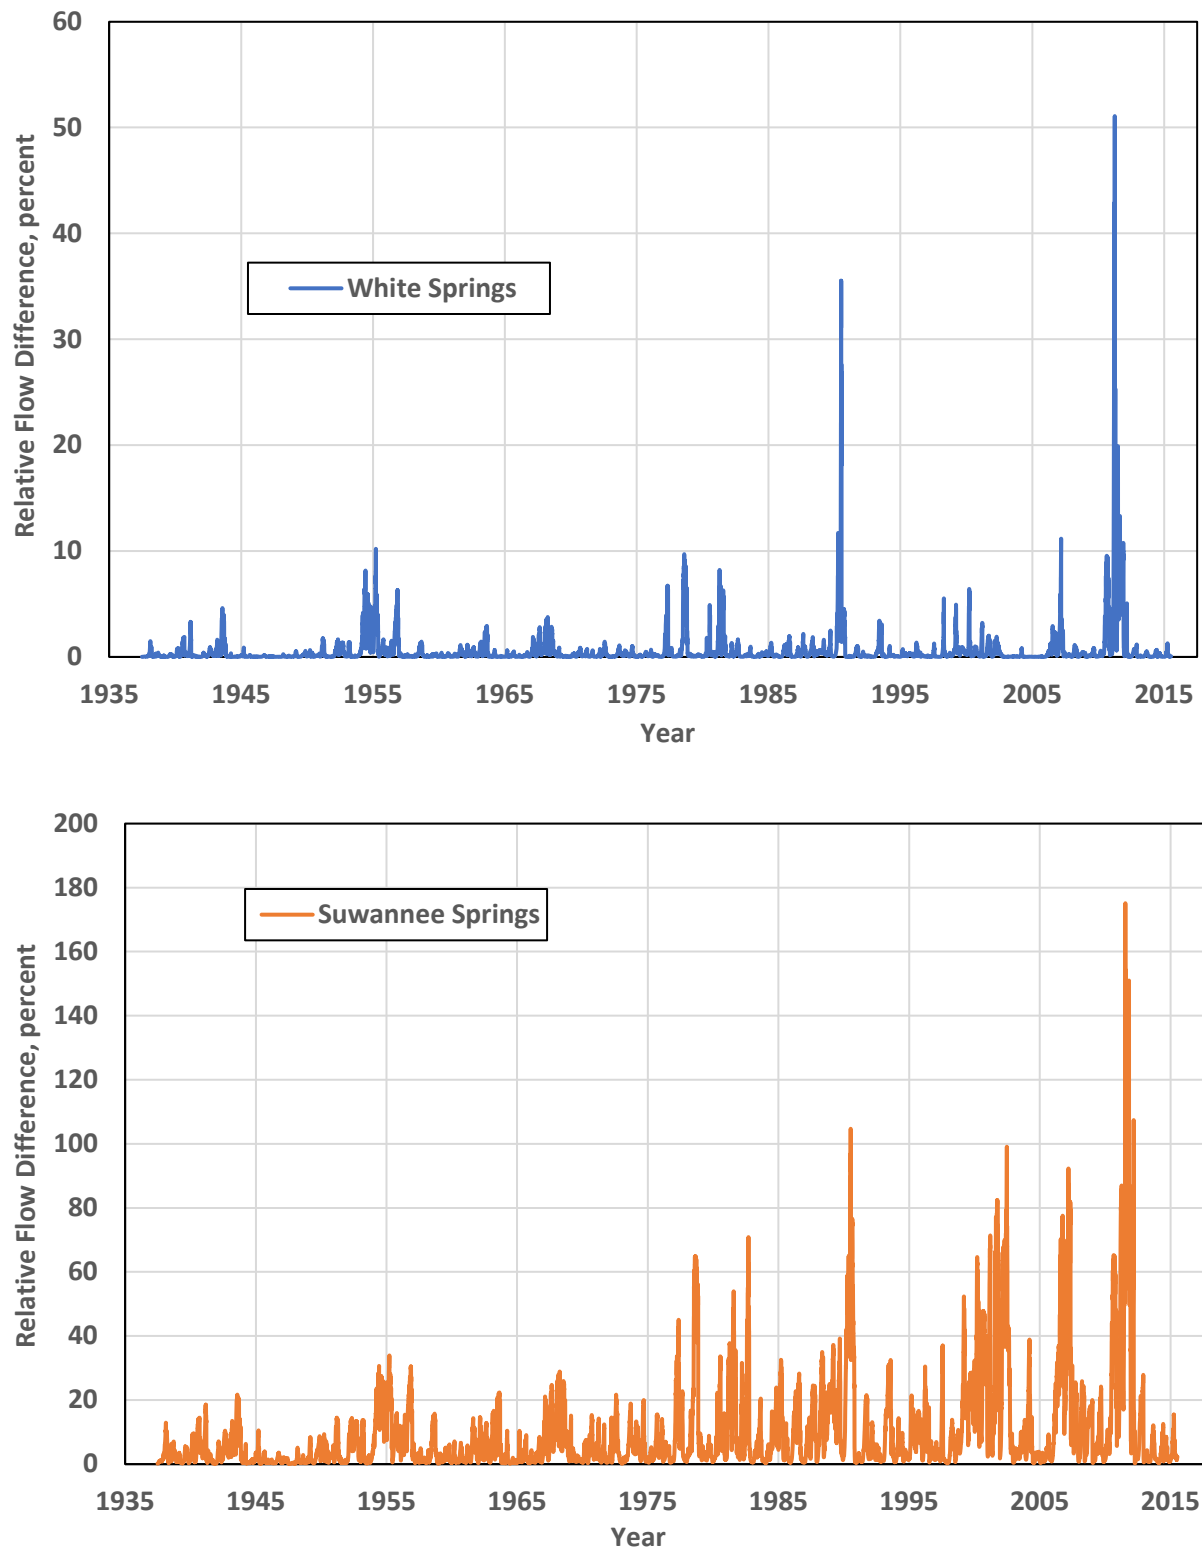 60
50
40
30
20
10
0
Relative Flow Difference, percent
White Springs
1935 1945 1955 1965 1975 1985 1995 2005 2015
Year
200
180
160
140
120
100
80
60
40
20
0
Relative Flow Difference, percent
Suwannee Springs
1935 1945 1955 1965 1975 1985 1995 2005 2015
Year